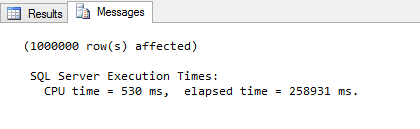 Results Messages
(1000000 row(s) affected)
SQL Server Execution Times:
CPU time = 530 ms,  elapsed time = 258931 ms.